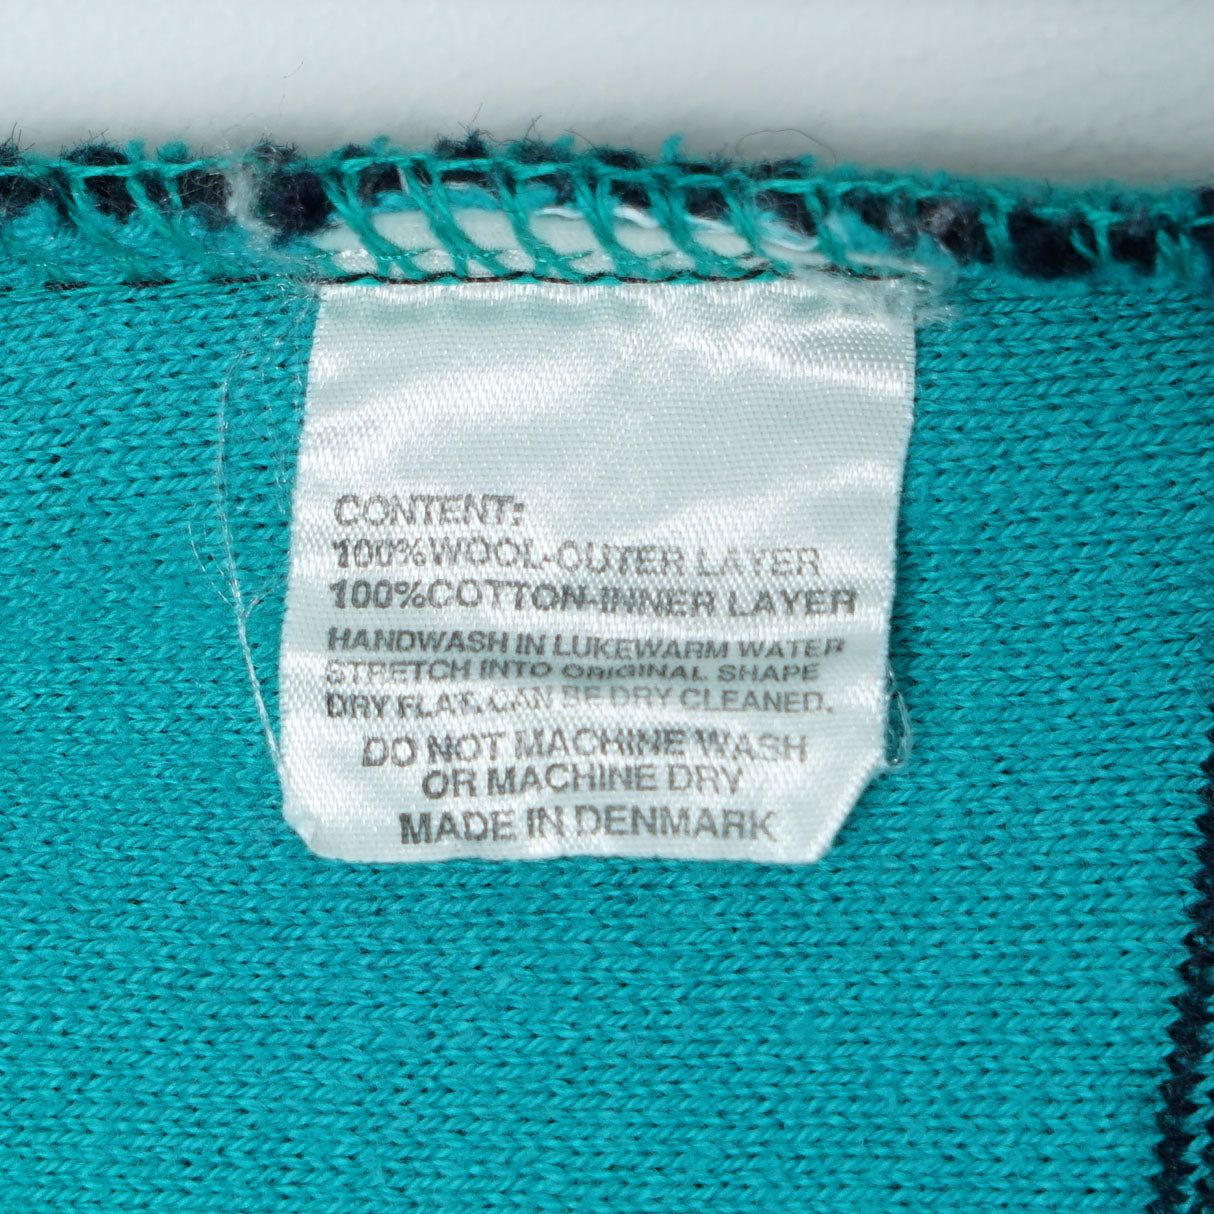 CONTENT:
100%WOOL-OUTER LAYER
100%COTTON-INNER LAYER
HANDWASH IN LUKEWARM WATER
STRETCH INTO ORIGINAL SHAPE
DRY FLAT. CAN BE DRY CLEANED.
DO NOT MACHINE WASH
OR MACHINE DRY
MADE IN DENMARK